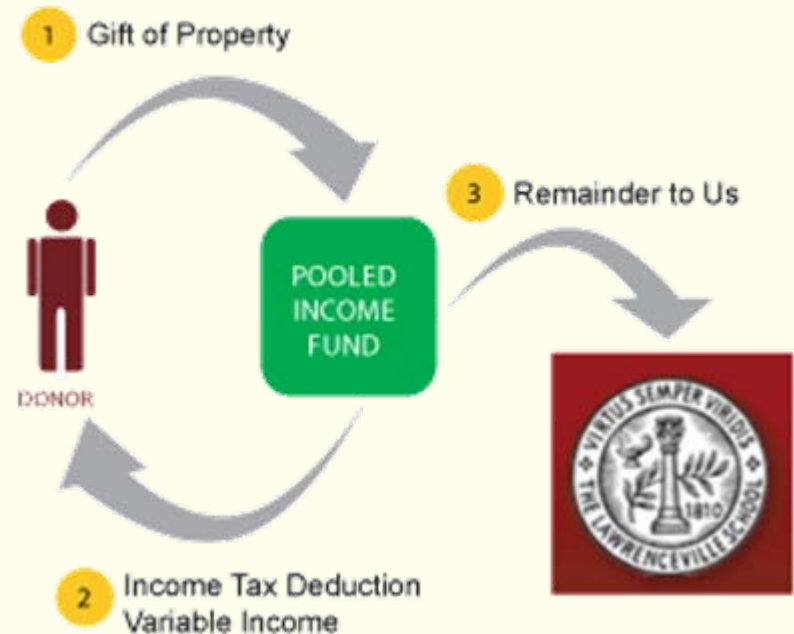 1 Gift of Property
3 Remainder to Us
POOLED
INCOME
FUND
DONOR
VIRTUS SEMPER VIRIDIS
1810
THE LAWRENCEVILLE SCHOOL
2 Income Tax Deduction
Variable Income